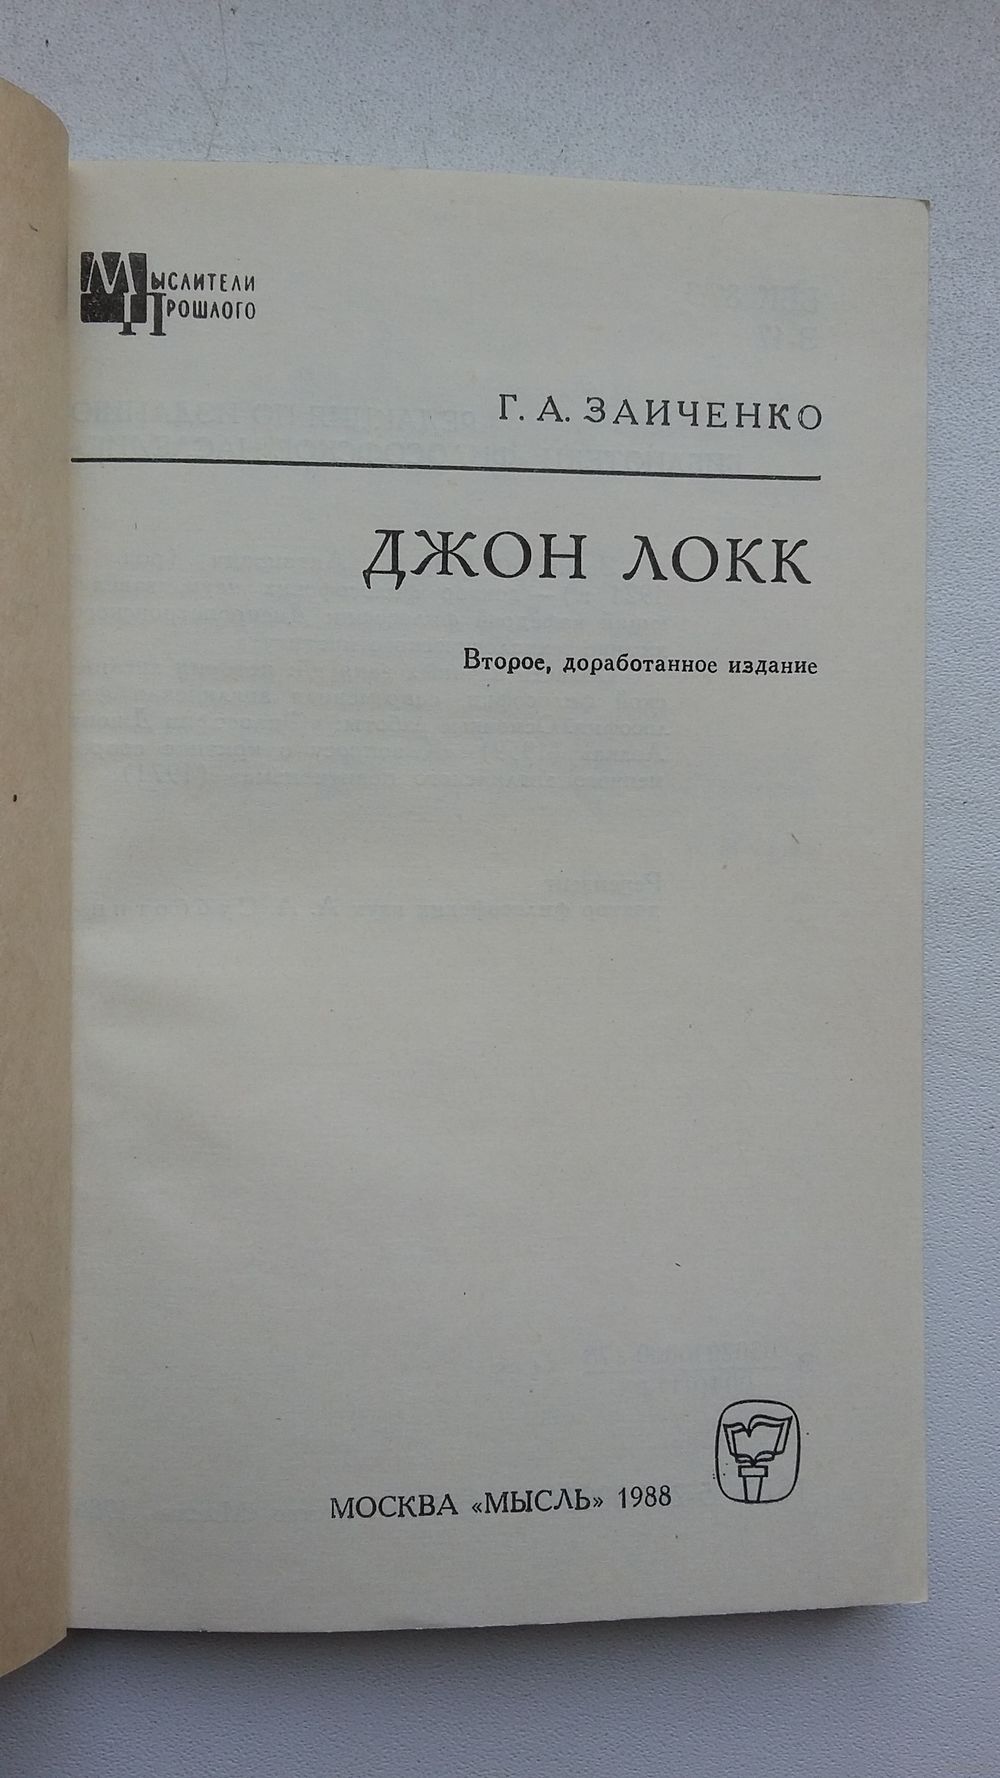 Мыслители
Прошлого
Г. А. ЗАИЧЕНКО
ДЖОН ЛОКК
Второе, доработанное издание
МОСКВА «МЫСЛЬ» 1988